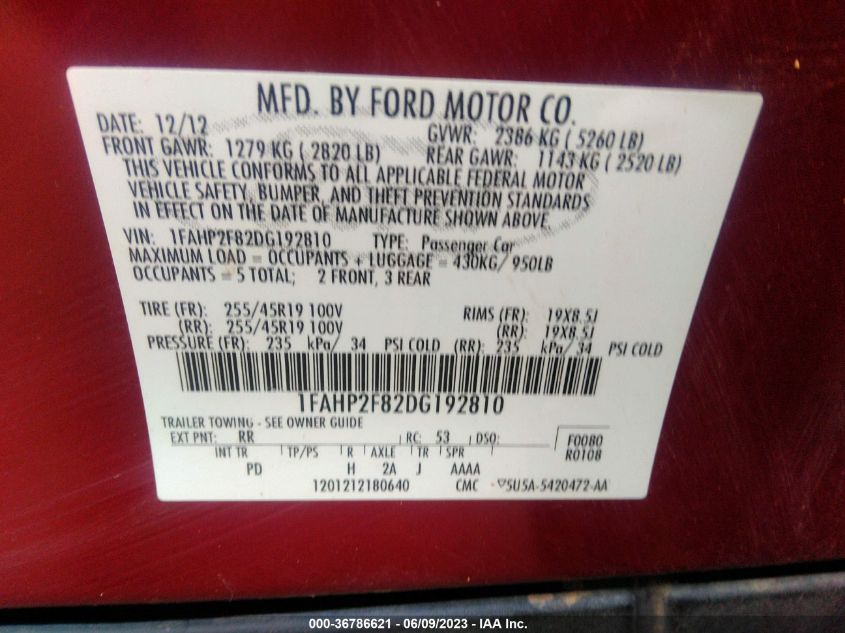 MFD. BY FORD MOTOR CO.
DATE: 12/12 GVWR: 2386 KG ( 5260 LB)
FRONT GAWR: 1279 KG ( 2820 LB) REAR GAWR: 1143 KG ( 2520 LB)
THIS VEHICLE CONFORMS TO ALL APPLICABLE FEDERAL MOTOR
VEHICLE SAFETY, BUMPER, AND THEFT PREVENTION STANDARDS
IN EFFECT ON THE DATE OF MANUFACTURE SHOWN ABOVE.
VIN: 1FAHP2F82DG192810 TYPE: Passenger Car
MAXIMUM LOAD = OCCUPANTS + LUGGAGE = 430KG/ 950LB
OCCUPANTS = 5 TOTAL; 2 FRONT, 3 REAR
TIRE (FR): 255/45R19 100V RIMS (FR): 19X8.5J
(RR): 255/45R19 100V (RR): 19X8.5J
PRESSURE (FR): 235 kPa/ 34 PSI COLD (RR): 235 kPa/ 34 PSI COLD
1FAHP2F82DG192810
TRAILER TOWING - SEE OWNER GUIDE
EXT PNT: RR RC: 53 DSO: F0080
INT TR TP/PS R AXLE TR SPR R0108
PD H 2A J AAAA
1201212180640 CMC 5U5A-5420472-AA
000-36786621 - 06/09/2023 - IAA Inc.